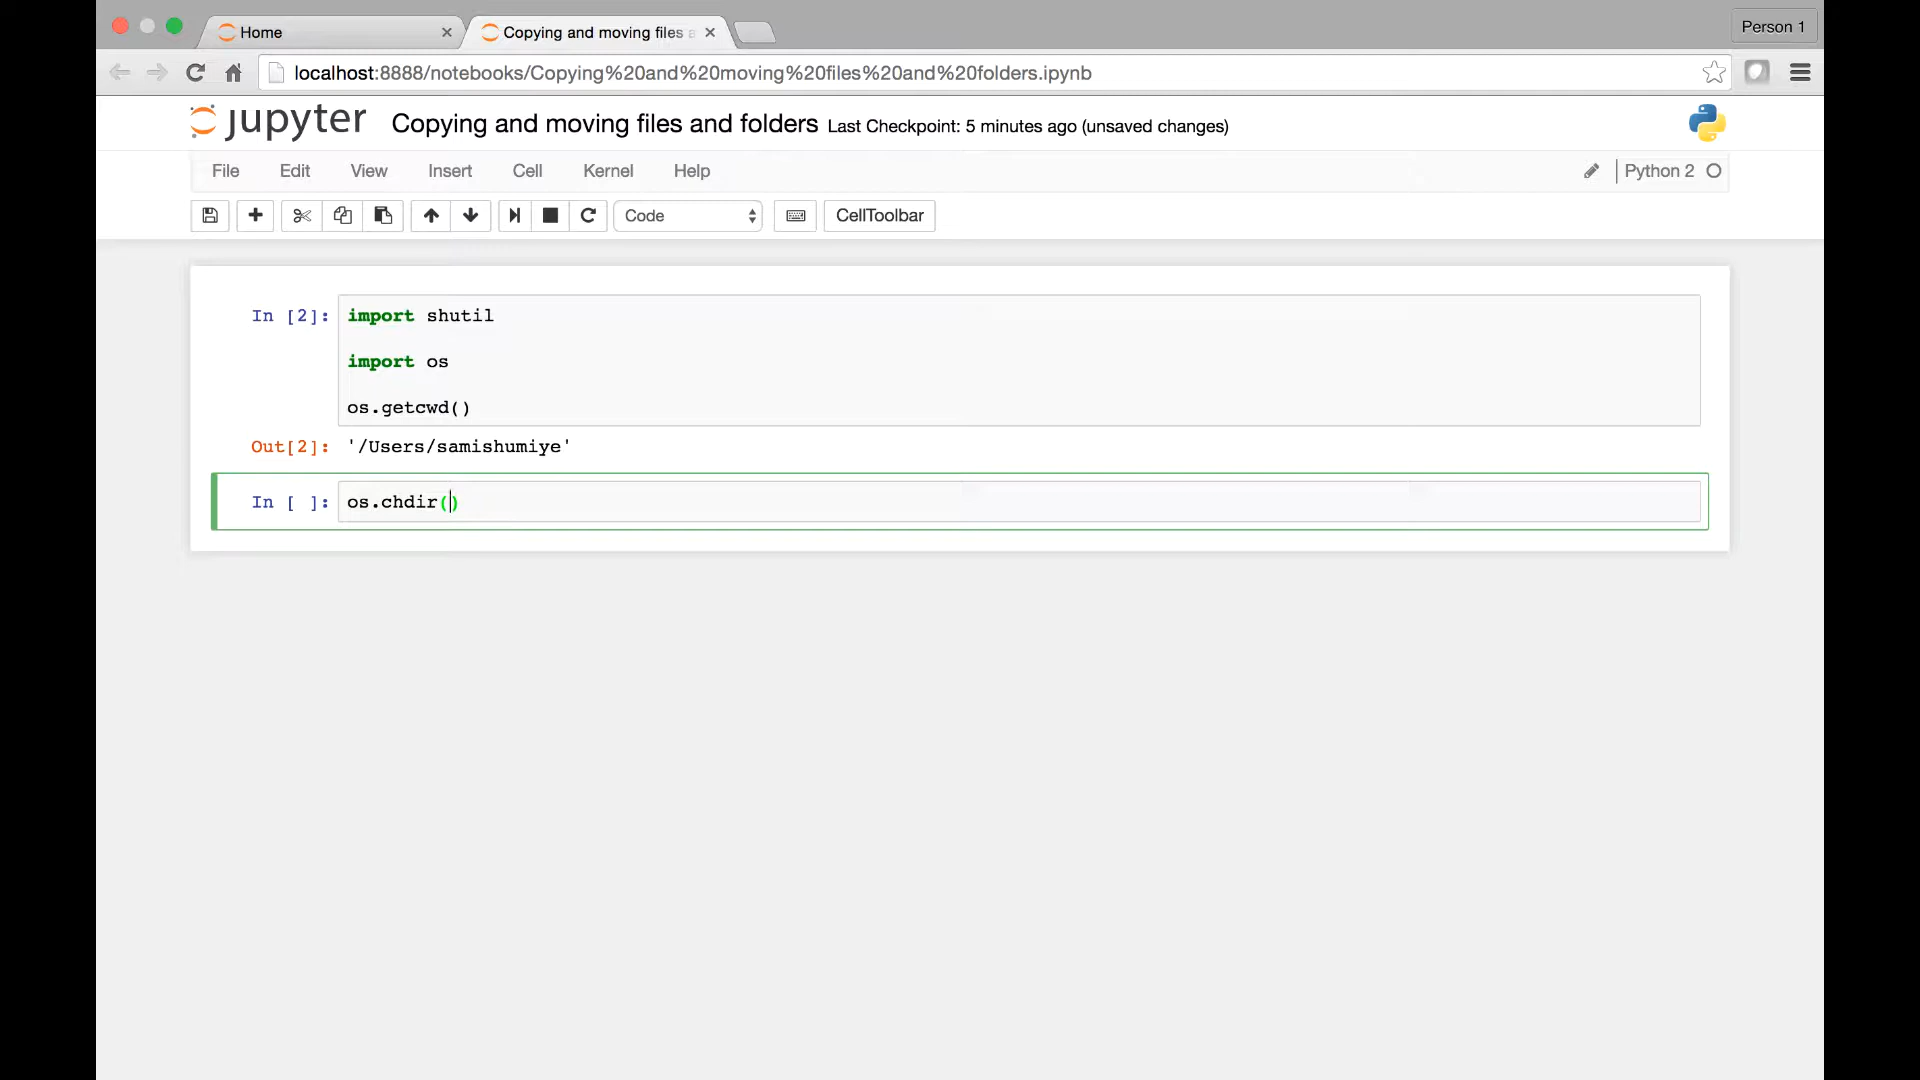 Home
Copying and moving files a
Person 1
localhost:8888/notebooks/Copying%20and%20moving%20files%20and%20folders.ipynb
jupyter Copying and moving files and folders Last Checkpoint: 5 minutes ago (unsaved changes)
File Edit View Insert Cell Kernel Help Python 2
Code CellToolbar
In [2]: import shutil
import os
os.getcwd()
Out[2]: '/Users/samishumiye'
In [ ]: os.chdir()